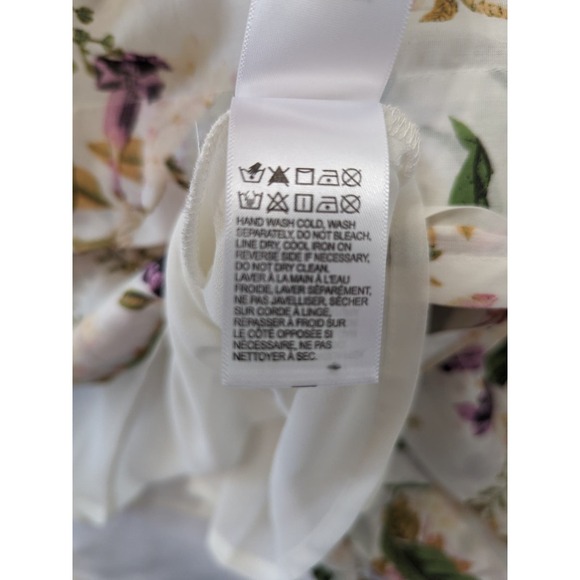 HAND WASH COLD, WASH
SEPARATELY, DO NOT BLEACH,
LINE DRY, COOL IRON ON
REVERSE SIDE IF NECESSARY,
DO NOT DRY CLEAN.
LAVER À LA MAIN À L'EAU
FROIDE, LAVER SÉPARÉMENT,
NE PAS JAVELLISER, SÉCHER
SUR CORDE À LINGE,
REPASSER À FROID SUR
LE CÔTÉ OPPOSÉE SI
NÉCESSAIRE, NE PAS
NETTOYER À SEC.